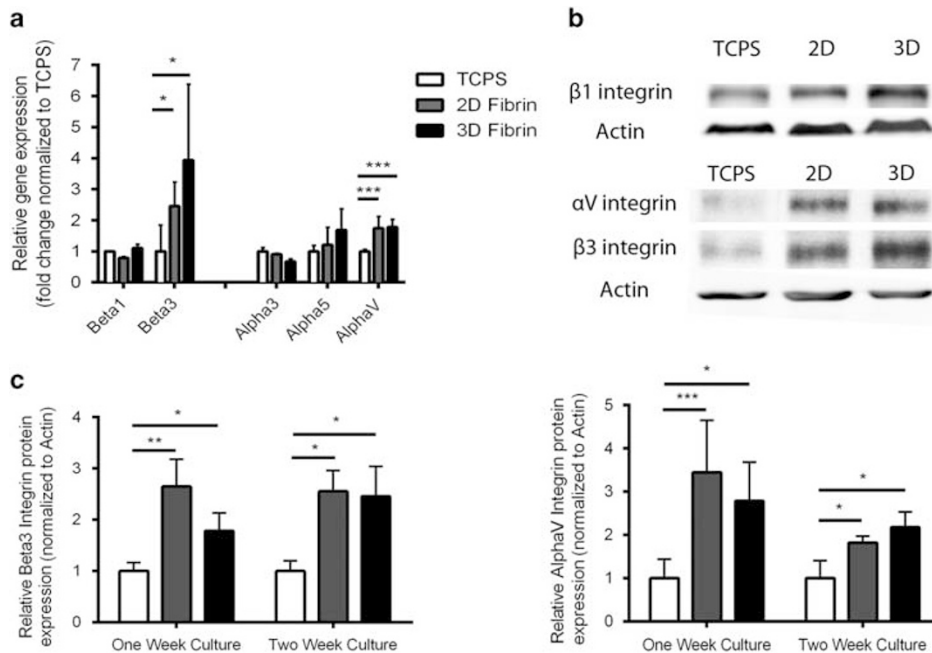 a
Relative gene expression
(fold change normalized to TCPS)
7
6
5
4
3
2
1
0
*
*
***
***
Beta1
Beta3
Alpha3
Alpha5
AlphaV
TCPS
2D Fibrin
3D Fibrin
b
TCPS 2D 3D
β1 integrin
Actin
TCPS 2D 3D
αV integrin
β3 integrin
Actin
c
Relative Beta3 Integrin protein
expression (normalized to Actin)
4
3
2
1
0
*
**
*
*
One Week Culture Two Week Culture
Relative AlphaV Integrin protein
expression (normalized to Actin)
5
4
3
2
1
0
*
***
*
*
One Week Culture Two Week Culture